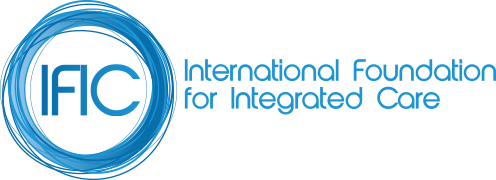 IFIC
International Foundation
for Integrated Care